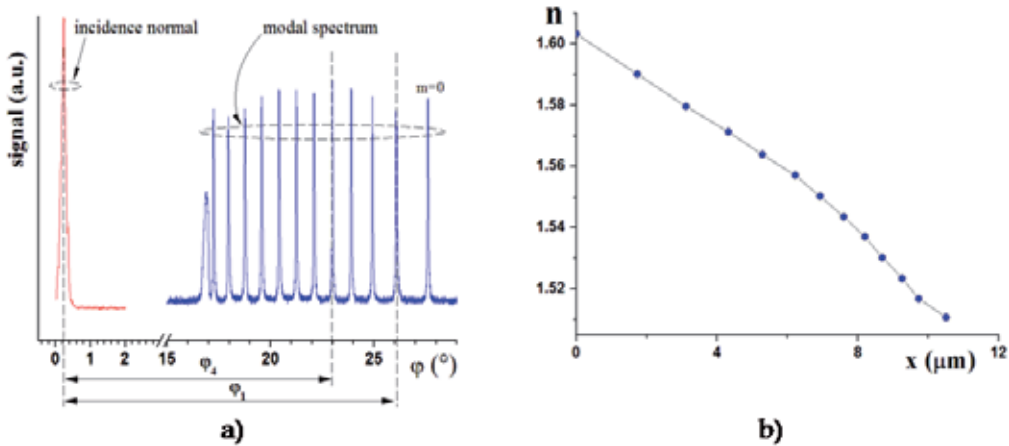 incidence normal
modal spectrum
m=0
signal (a.u.)
0 1 2 15 20 25 φ (°)
φ4
φ1
a)
n
1.60
1.58
1.56
1.54
1.52
0 4 8 12
x (μm)
b)